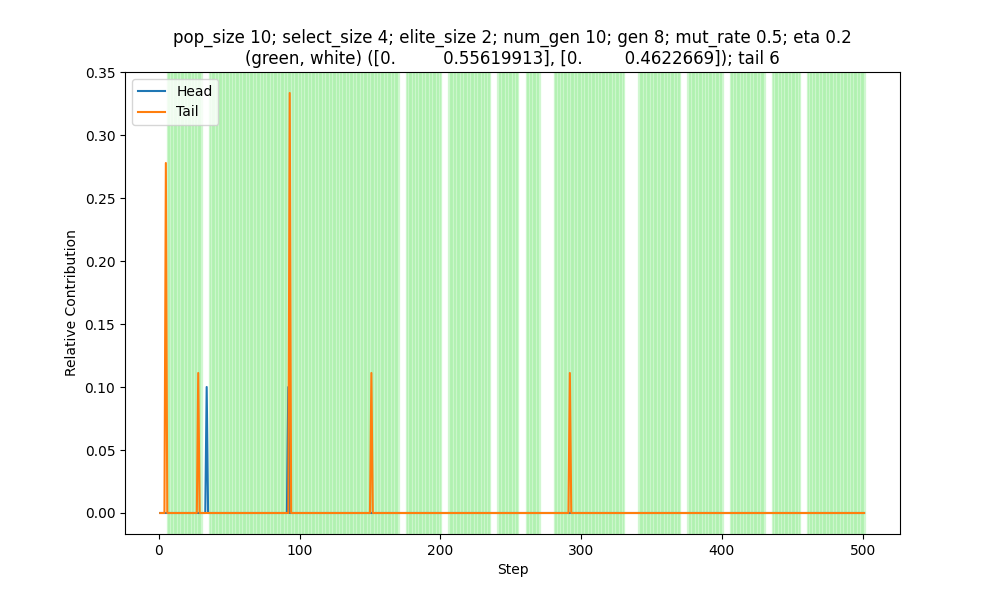 pop_size 10; select_size 4; elite_size 2; num_gen 10; gen 8; mut_rate 0.5; eta 0.2
(green, white) ([0. 0.55619913], [0. 0.4622669]); tail 6
Head
Tail
0.35
0.30
0.25
0.20
0.15
0.10
0.05
0.00
Relative Contribution
0 100 200 300 400 500
Step